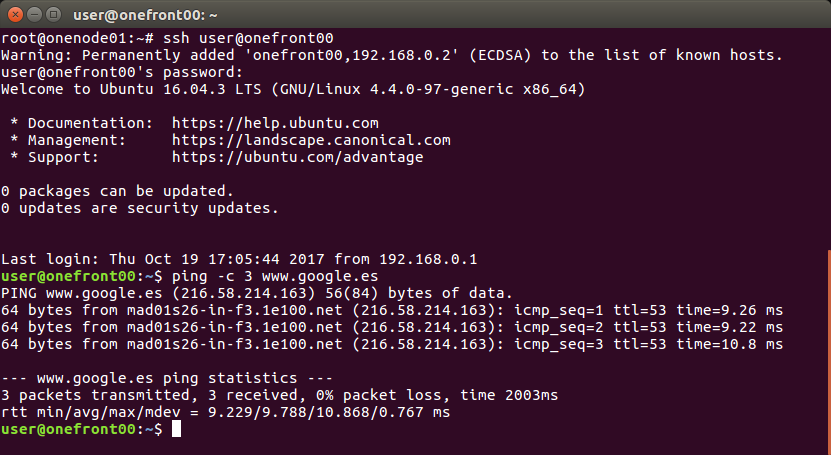 user@onefront00: ~
root@onenode01:~# ssh user@onefront00
Warning: Permanently added 'onefront00,192.168.0.2' (ECDSA) to the list of known hosts.
user@onefront00's password:
Welcome to Ubuntu 16.04.3 LTS (GNU/Linux 4.4.0-97-generic x86_64)
 * Documentation:  https://help.ubuntu.com
 * Management:     https://landscape.canonical.com
 * Support:        https://ubuntu.com/advantage
0 packages can be updated.
0 updates are security updates.
Last login: Thu Oct 19 17:05:44 2017 from 192.168.0.1
user@onefront00:~$ ping -c 3 www.google.es
PING www.google.es (216.58.214.163) 56(84) bytes of data.
64 bytes from mad01s26-in-f3.1e100.net (216.58.214.163): icmp_seq=1 ttl=53 time=9.26 ms
64 bytes from mad01s26-in-f3.1e100.net (216.58.214.163): icmp_seq=2 ttl=53 time=9.22 ms
64 bytes from mad01s26-in-f3.1e100.net (216.58.214.163): icmp_seq=3 ttl=53 time=10.8 ms
--- www.google.es ping statistics ---
3 packets transmitted, 3 received, 0% packet loss, time 2003ms
rtt min/avg/max/mdev = 9.229/9.788/10.868/0.767 ms
user@onefront00:~$